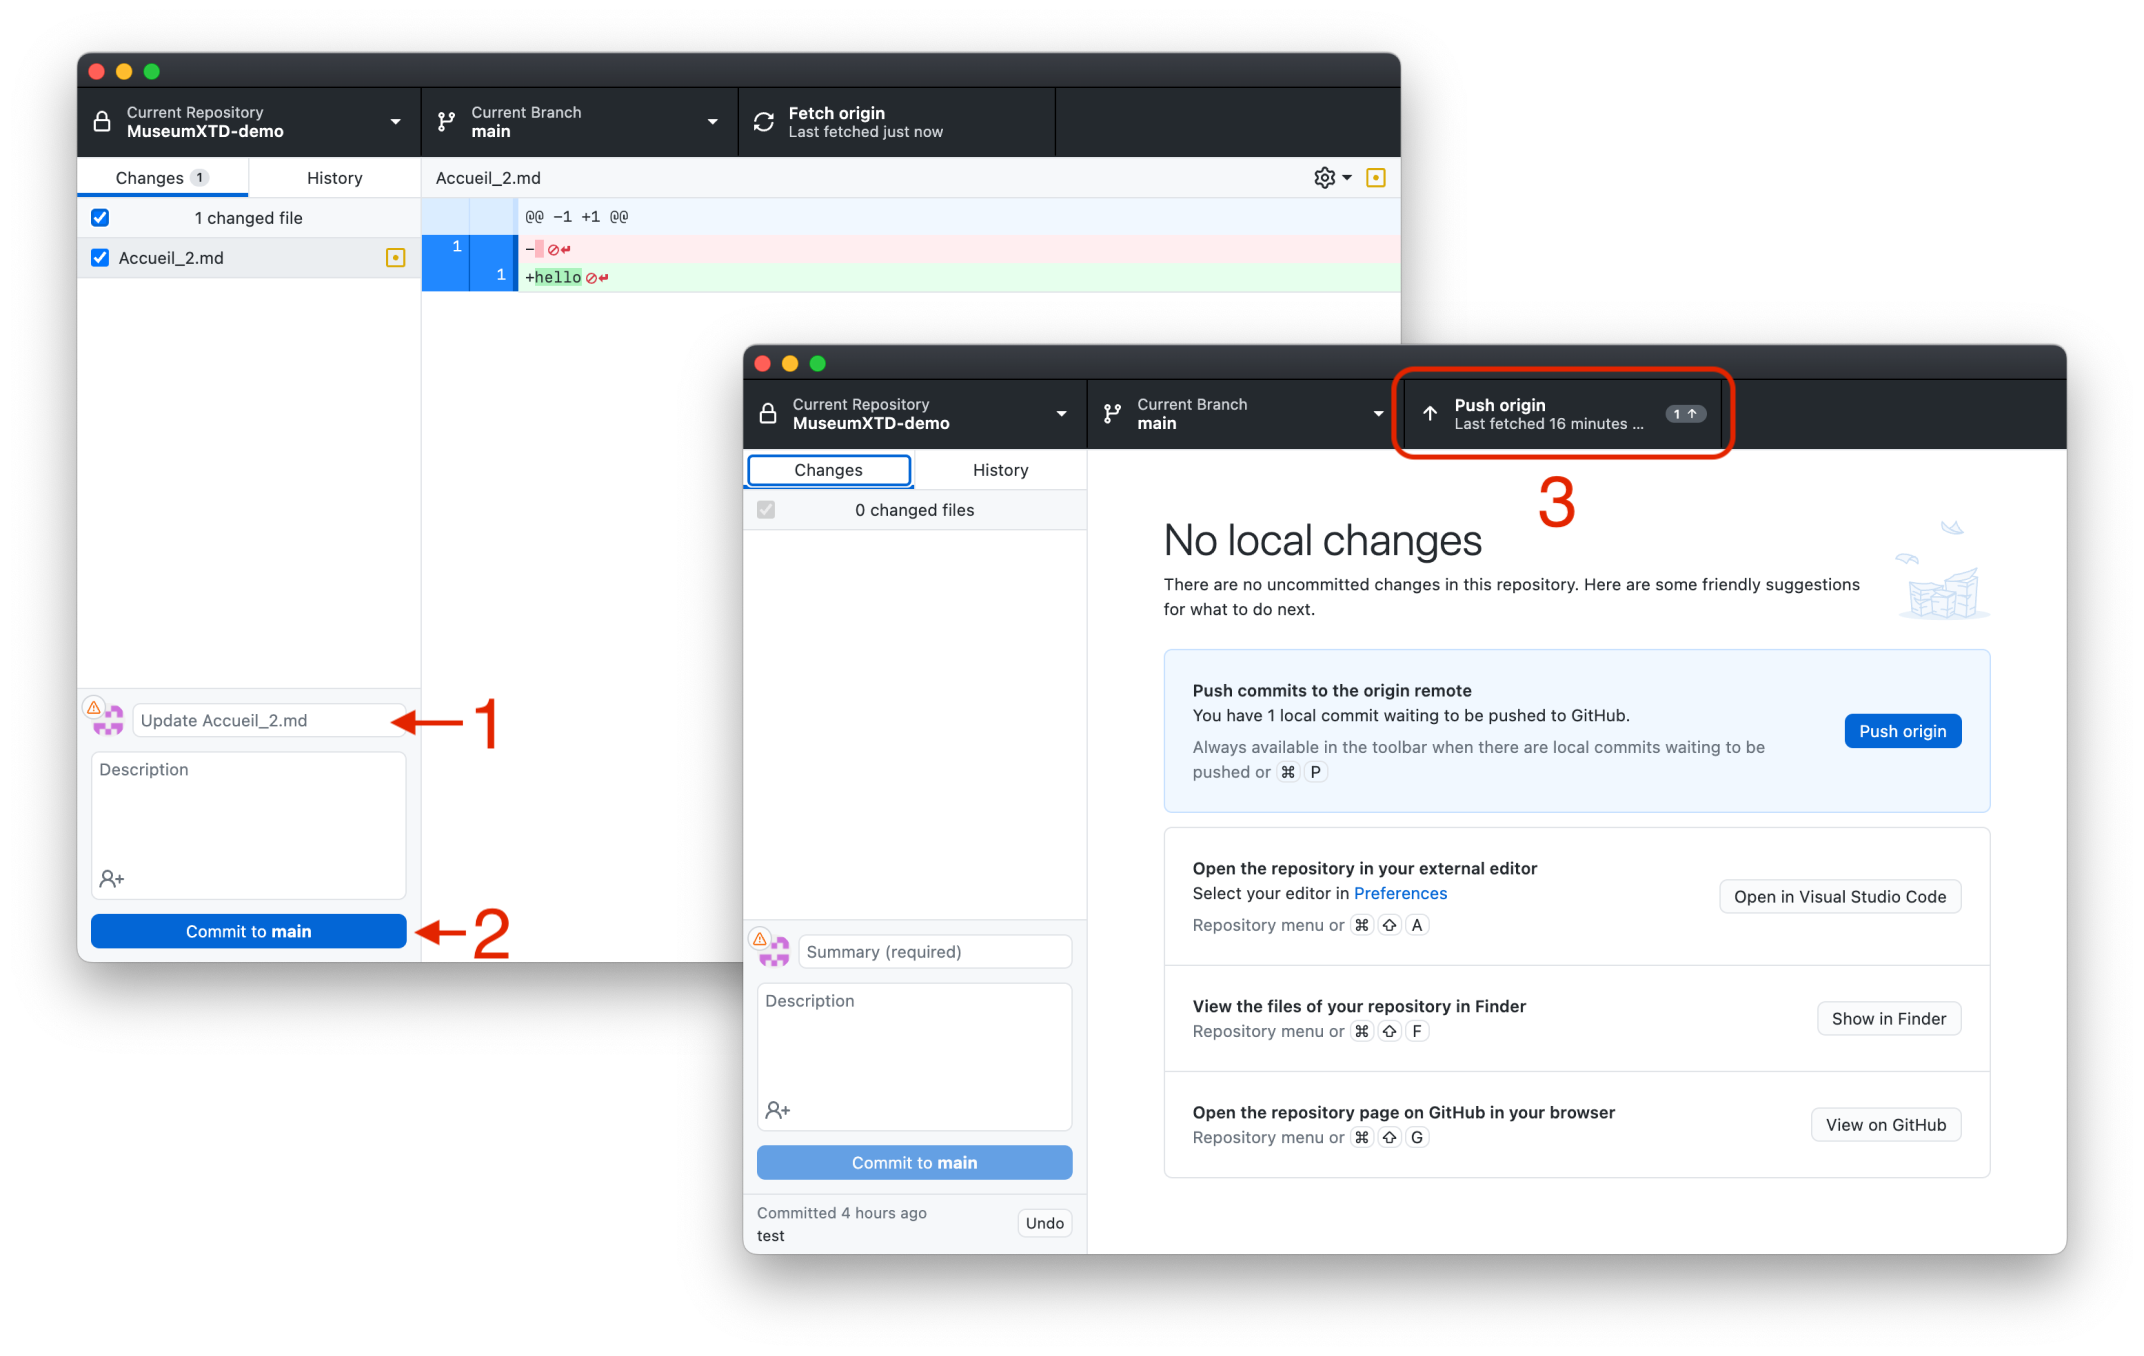 Current Repository
MuseumXTD-demo
Current Branch
main
Fetch origin
Last fetched just now
Changes 1
History
Accueil_2.md
1 changed file
Accueil_2.md
@@ -1 +1 @@
1 -
1 +hello
Update Accueil_2.md
1
Description
Commit to main
2
Current Repository
MuseumXTD-demo
Current Branch
main
Push origin
Last fetched 16 minutes ...
1 ↑
3
Changes
History
0 changed files
No local changes
There are no uncommitted changes in this repository. Here are some friendly suggestions
for what to do next.
Push commits to the origin remote
You have 1 local commit waiting to be pushed to GitHub.
Always available in the toolbar when there are local commits waiting to be
pushed or ⌘ P
Push origin
Open the repository in your external editor
Select your editor in Preferences
Repository menu or ⌘ ⇧ A
Open in Visual Studio Code
View the files of your repository in Finder
Repository menu or ⌘ ⇧ F
Show in Finder
Open the repository page on GitHub in your browser
Repository menu or ⌘ ⇧ G
View on GitHub
Summary (required)
Description
Commit to main
Committed 4 hours ago
test
Undo